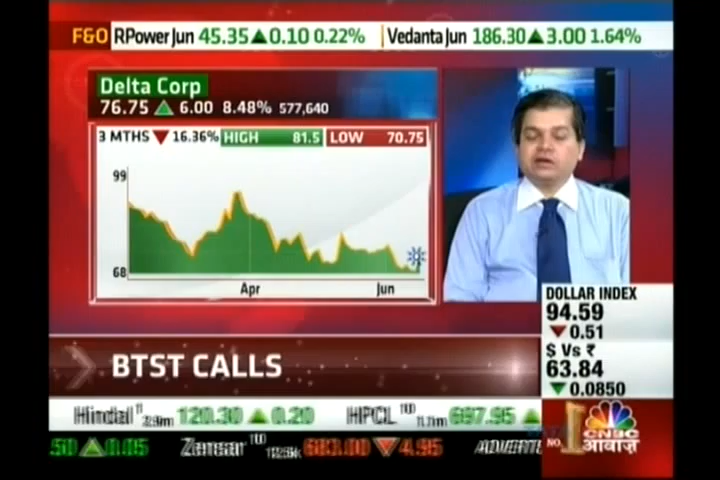 F&O RPower Jun 45.35 ▲ 0.10 0.22% Vedanta Jun 186.30 ▲ 3.00 1.64%
Delta Corp
76.75 ▲ 6.00 8.48% 577,640
3 MTHS ▼ 16.36% HIGH 81.5 LOW 70.75
99
68
Apr Jun
DOLLAR INDEX
94.59
▼ 0.51
$ Vs ₹
63.84
▼ 0.0850
BTST CALLS
Hindal 120.30 ▲ 0.20 HPCL 697.95 ▲
.50 ▲ 0.05 683.00 ▼ 4.95
NO. 1 CNBC
आवाज़